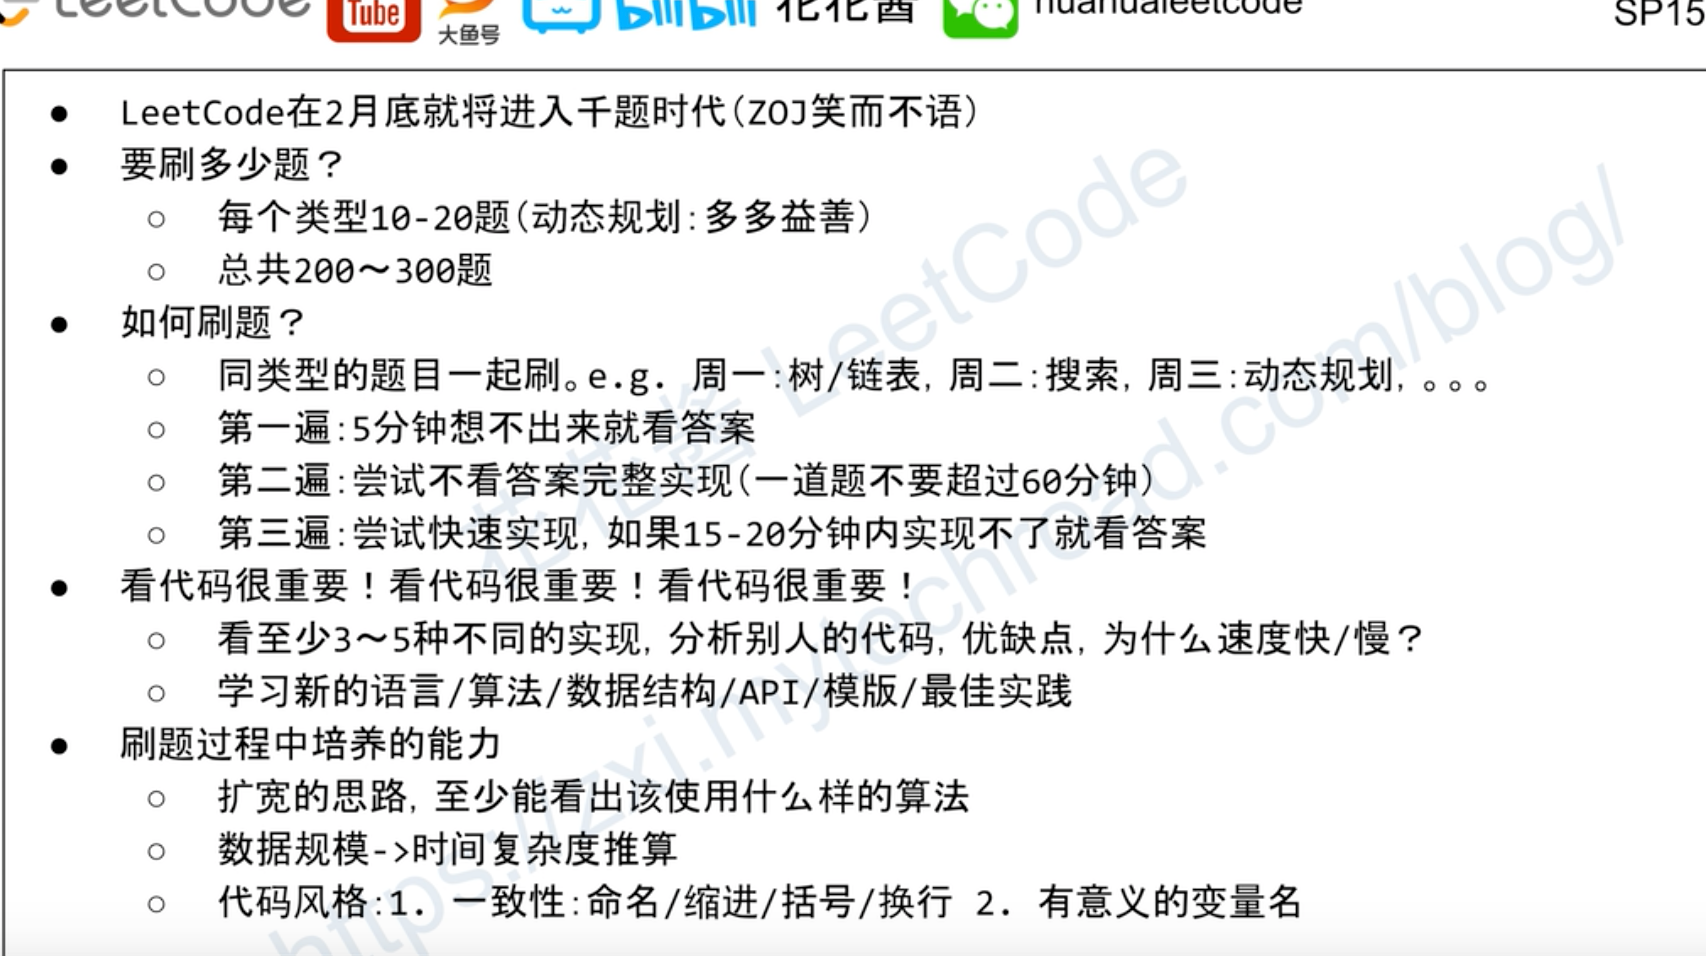 LeetCode
Tube
大鱼号
bilibili
花花酱
huahualeetcode
SP15
● LeetCode在2月底就将进入千题时代(ZOJ笑而不语)
● 要刷多少题？
○ 每个类型10-20题(动态规划:多多益善)
○ 总共200～300题
● 如何刷题？
○ 同类型的题目一起刷。e.g. 周一:树/链表, 周二:搜索, 周三:动态规划, 。。。
○ 第一遍:5分钟想不出来就看答案
○ 第二遍:尝试不看答案完整实现(一道题不要超过60分钟)
○ 第三遍:尝试快速实现, 如果15-20分钟内实现不了就看答案
● 看代码很重要！看代码很重要！看代码很重要！
○ 看至少3～5种不同的实现, 分析别人的代码, 优缺点, 为什么速度快/慢？
○ 学习新的语言/算法/数据结构/API/模版/最佳实践
● 刷题过程中培养的能力
○ 扩宽的思路, 至少能看出该使用什么样的算法
○ 数据规模->时间复杂度推算
○ 代码风格:1. 一致性:命名/缩进/括号/换行 2. 有意义的变量名
花花酱 LeetCode
https://zxi.mytechroad.com/blog/